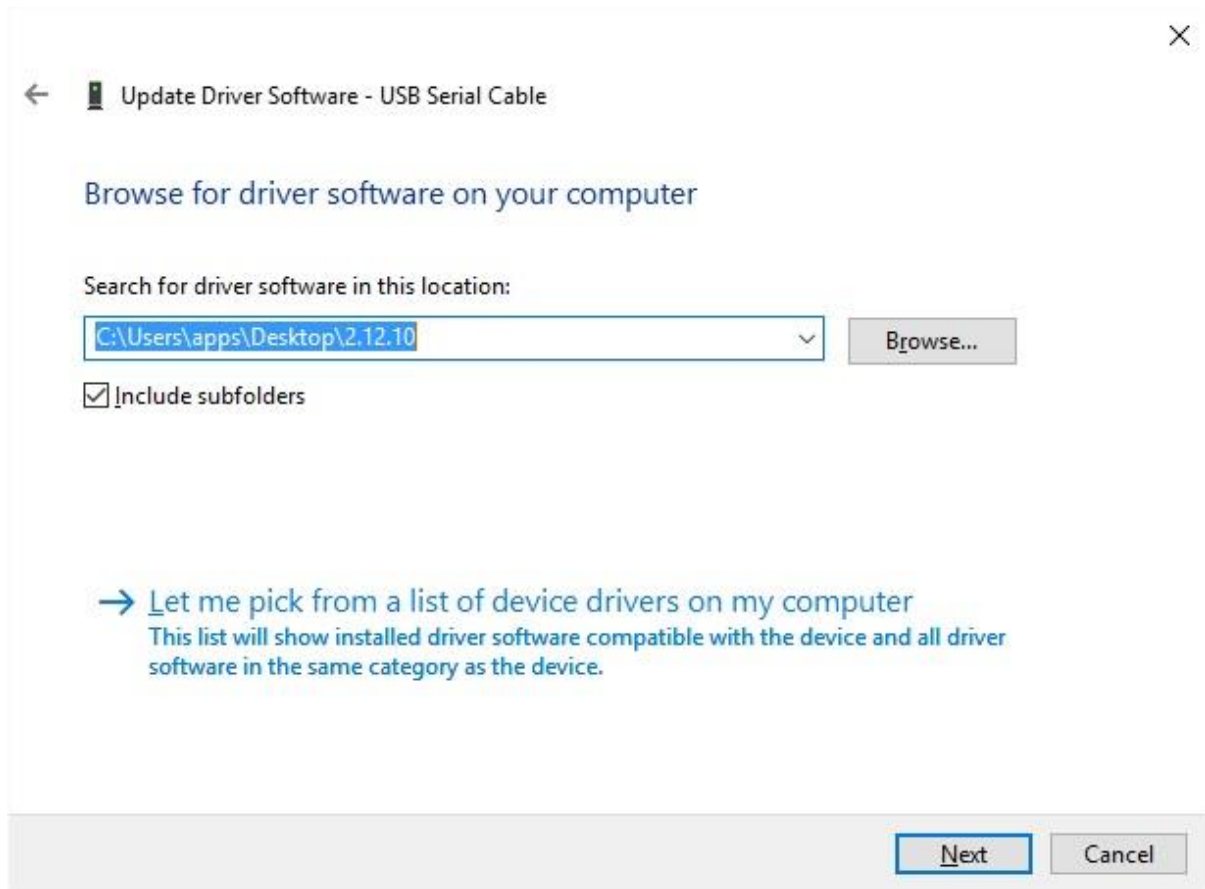 Update Driver Software - USB Serial Cable
Browse for driver software on your computer
Search for driver software in this location:
C:\Users\apps\Desktop\2.12.10
Browse...
Include subfolders
Let me pick from a list of device drivers on my computer
This list will show installed driver software compatible with the device and all driver
software in the same category as the device.
Next
Cancel